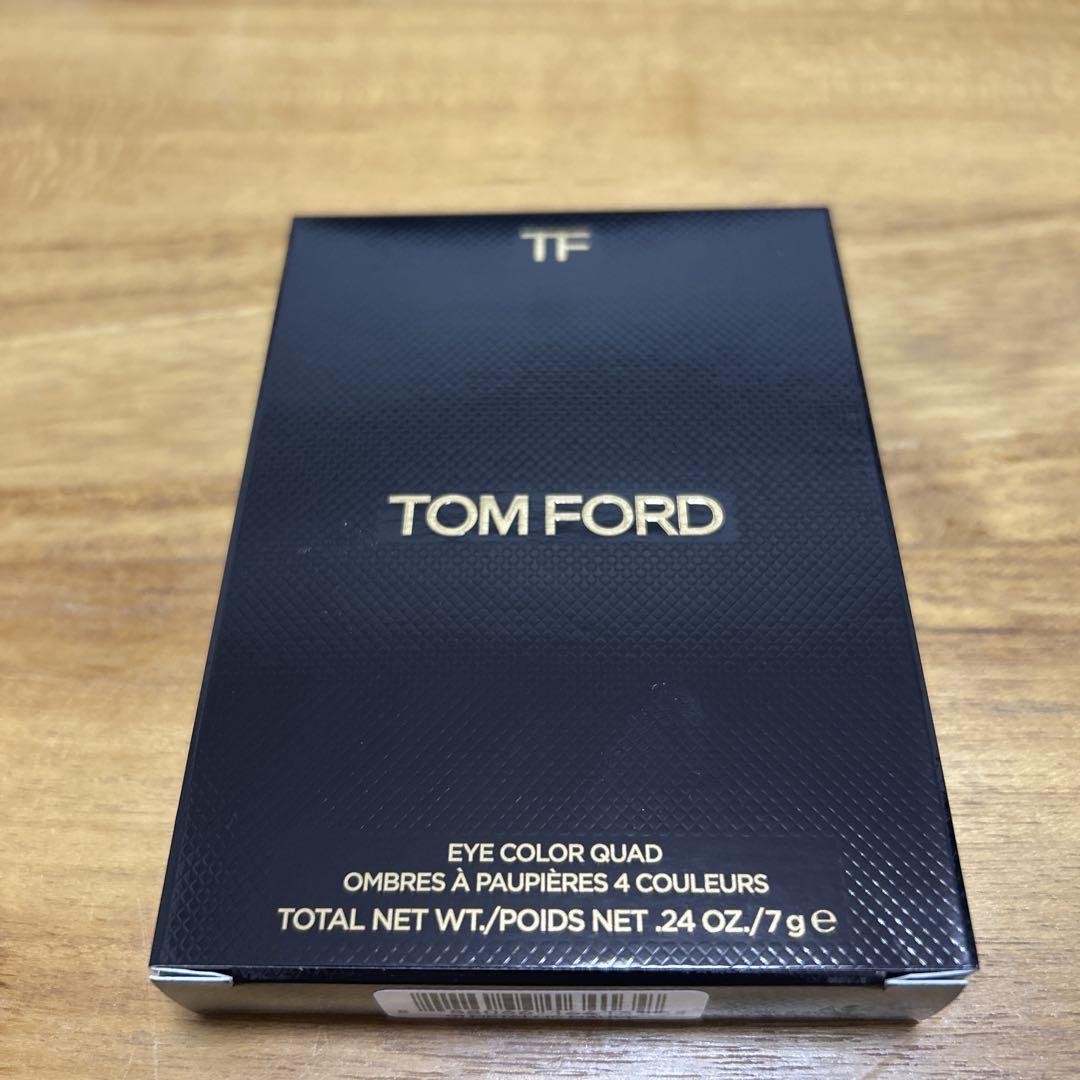 TF
TOM FORD
EYE COLOR QUAD
OMBRES À PAUPIÈRES 4 COULEURS
TOTAL NET WT./POIDS NET .24 OZ./7 g ℮